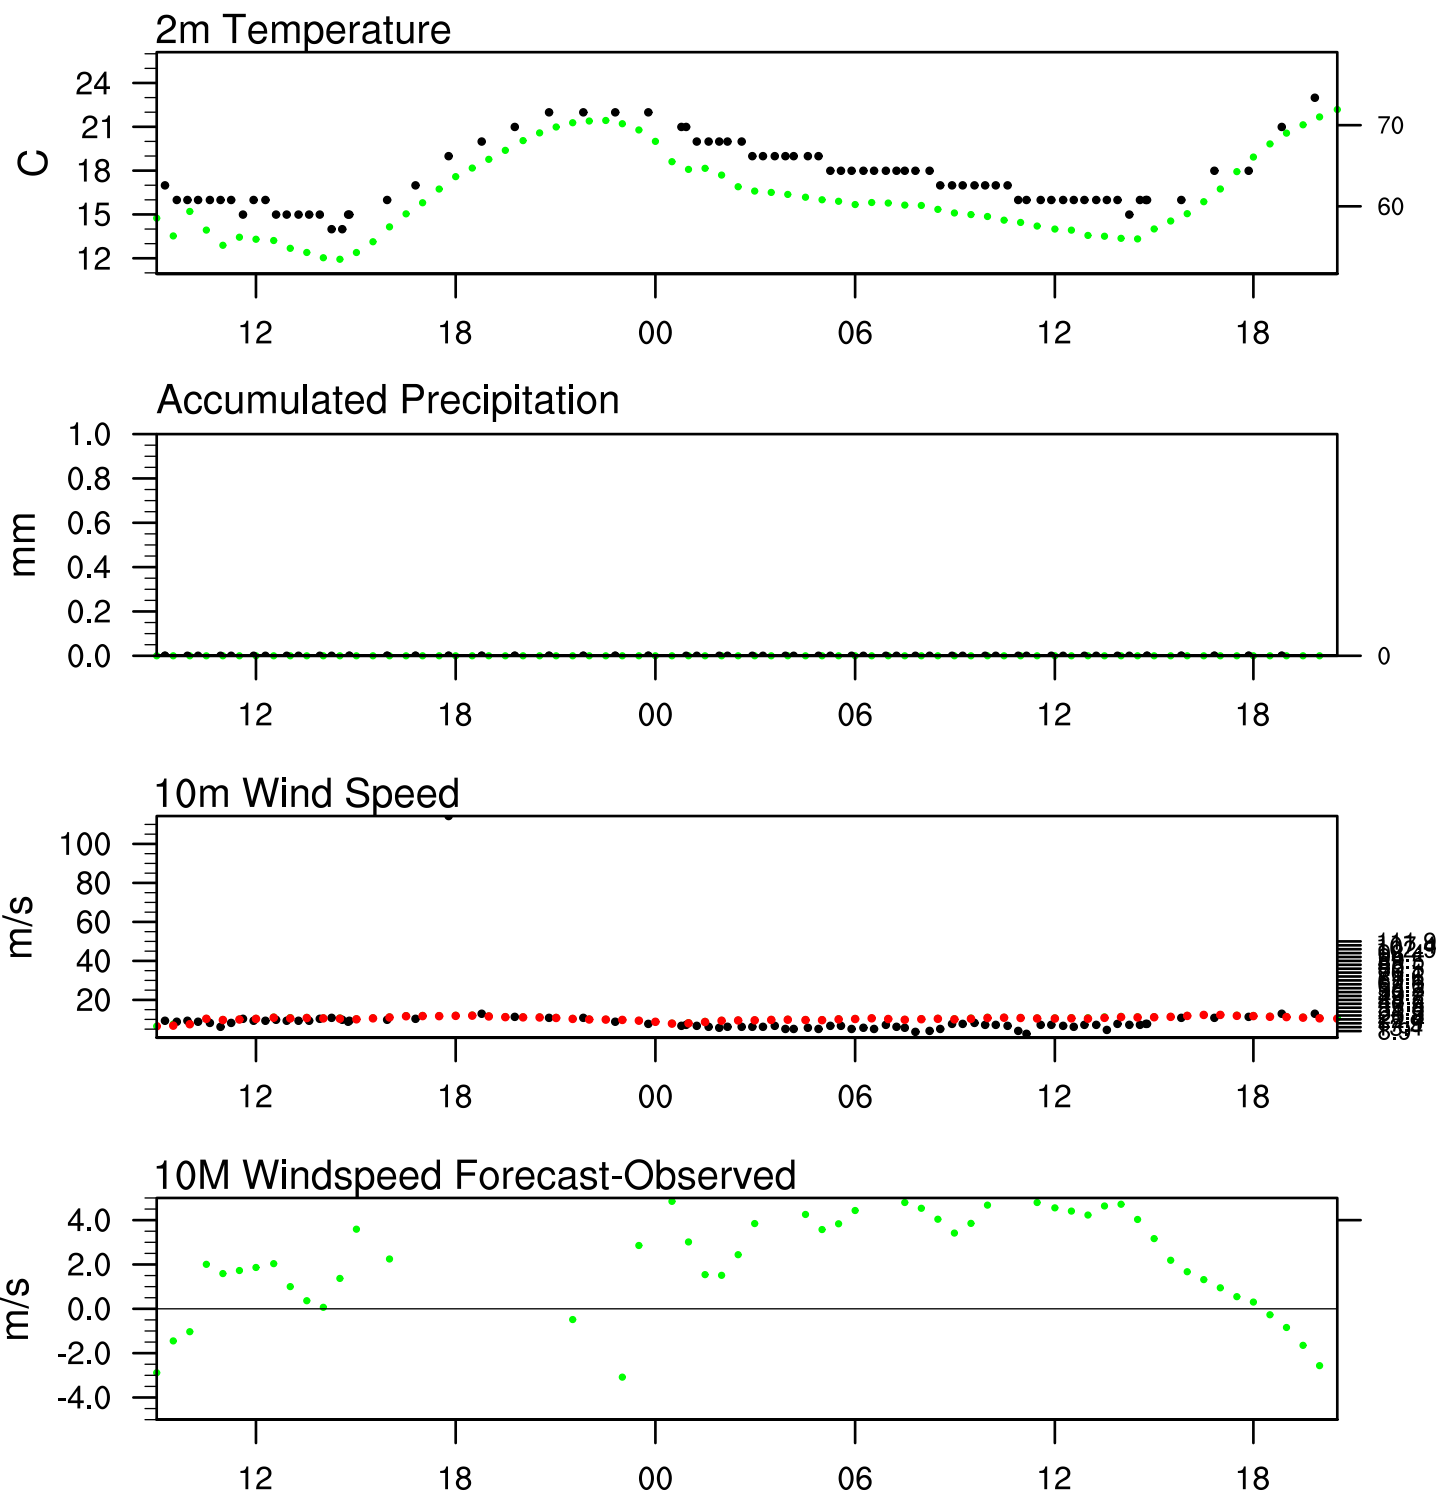 2m Temperature
24
21
18
15
12
C
70
60
12 18 00 06 12 18
Accumulated Precipitation
1.0
0.8
0.6
0.4
0.2
0.0
mm
0
12 18 00 06 12 18
10m Wind Speed
100
80
60
40
20
m/s
12 18 00 06 12 18
10M Windspeed Forecast-Observed
4.0
2.0
0.0
-2.0
-4.0
m/s
12 18 00 06 12 18